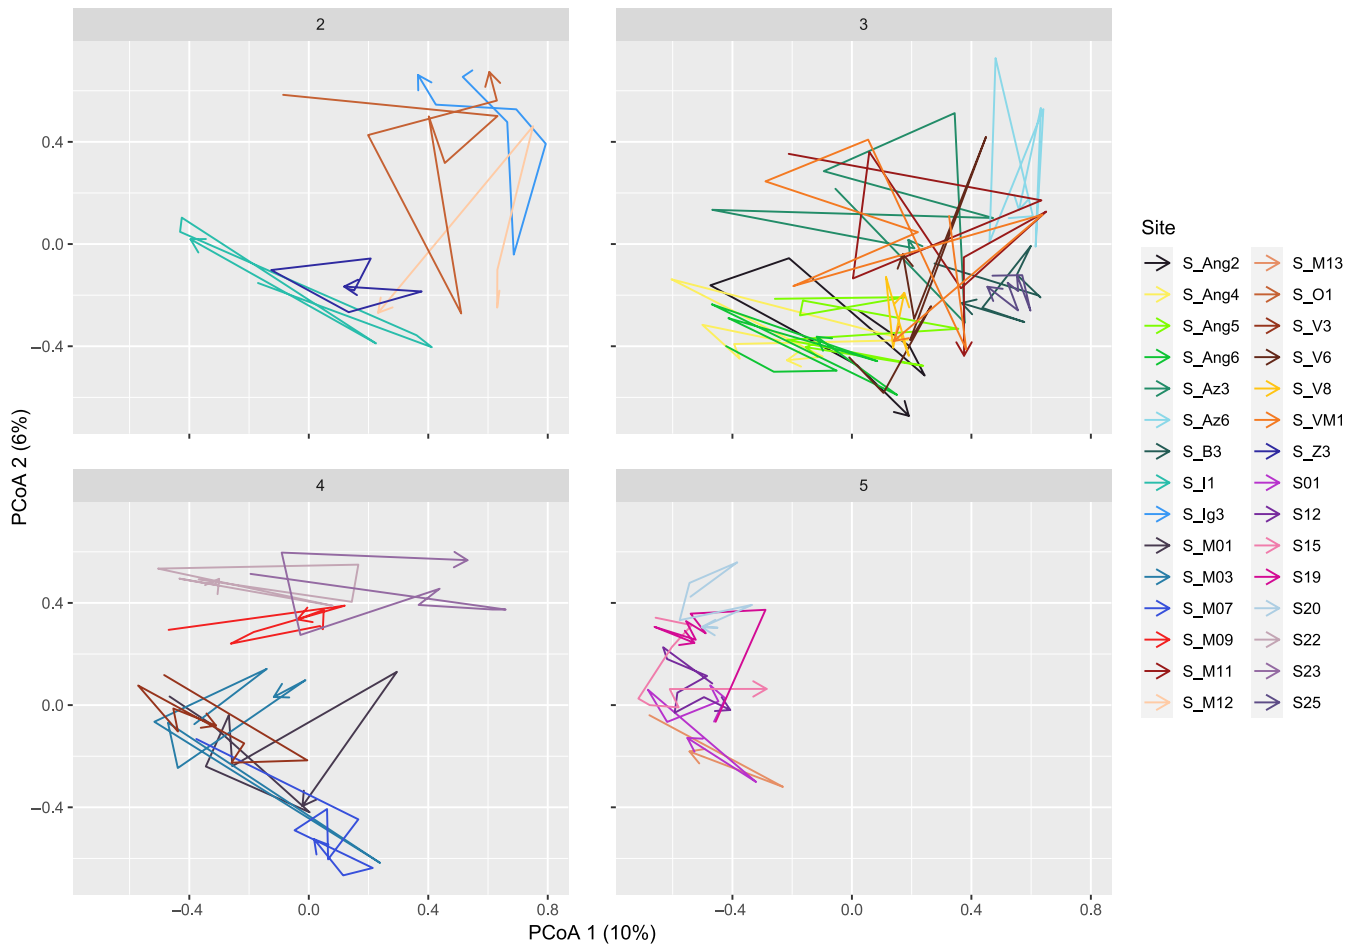 2
3
0.4
0.0
−0.4
4
5
0.4
0.0
−0.4
−0.4
0.0
0.4
0.8
−0.4
0.0
0.4
0.8
PCoA 1 (10%)
PCoA 2 (6%)
Site
S_Ang2
S_Ang4
S_Ang5
S_Ang6
S_Az3
S_Az6
S_B3
S_I1
S_Ig3
S_M01
S_M03
S_M07
S_M09
S_M11
S_M12
S_M13
S_O1
S_V3
S_V6
S_V8
S_VM1
S_Z3
S01
S12
S15
S19
S20
S22
S23
S25